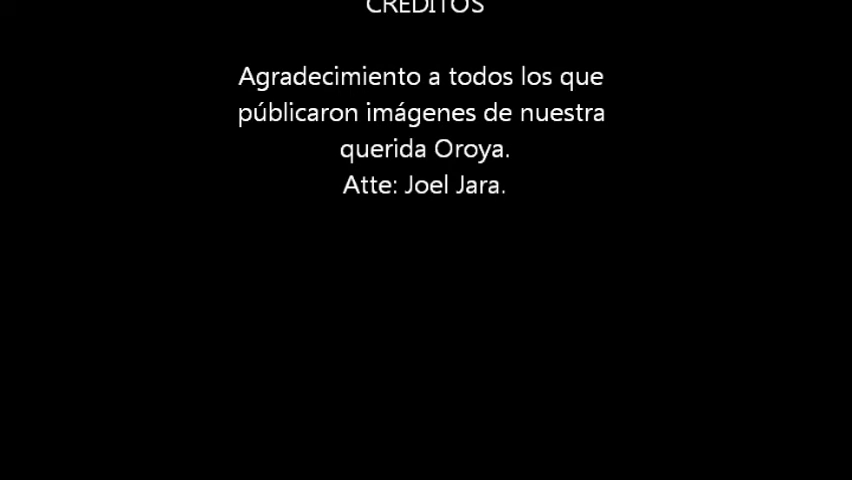 CREDITOS
Agradecimiento a todos los que
públicaron imágenes de nuestra
querida Oroya.
Atte: Joel Jara.